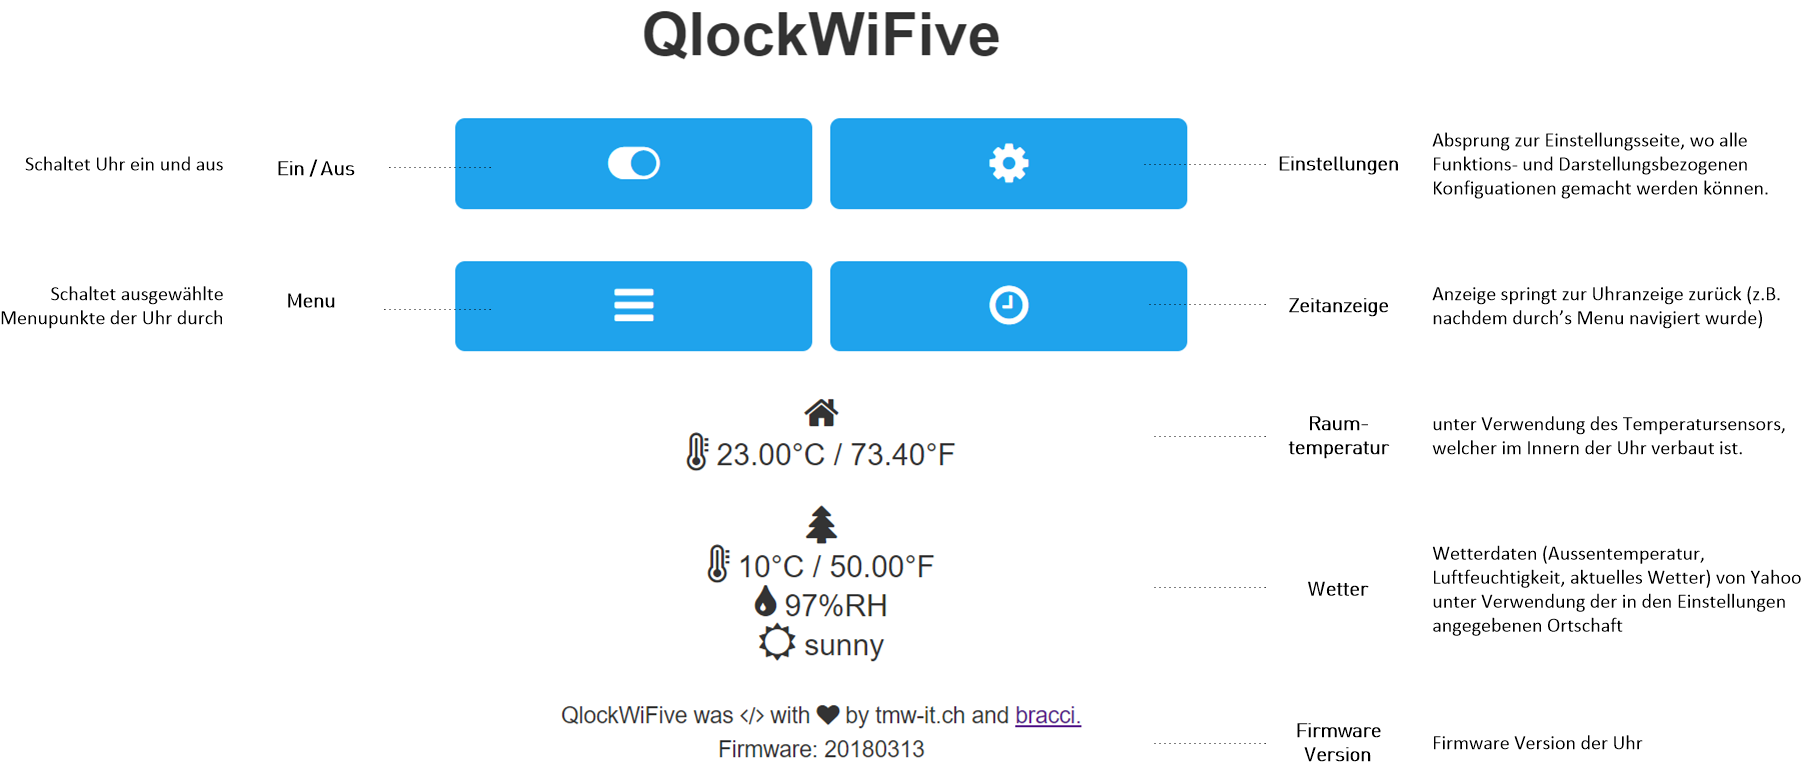 QlockWiFive
Schaltet Uhr ein und aus
Ein / Aus
Einstellungen
Absprung zur Einstellungsseite, wo alle
Funktions- und Darstellungsbezogenen
Konfiguationen gemacht werden können.
Schaltet ausgewählte
Menupunkte der Uhr durch
Menu
Zeitanzeige
Anzeige springt zur Uhranzeige zurück (z.B.
nachdem durch’s Menu navigiert wurde)
23.00°C / 73.40°F
Raum-
temperatur
unter Verwendung des Temperatursensors,
welcher im Innern der Uhr verbaut ist.
10°C / 50.00°F
97%RH
sunny
Wetter
Wetterdaten (Aussentemperatur,
Luftfeuchtigkeit, aktuelles Wetter) von Yahoo
unter Verwendung der in den Einstellungen
angegebenen Ortschaft
QlockWiFive was </> with ♥ by tmw-it.ch and bracci.
Firmware: 20180313
Firmware
Version
Firmware Version der Uhr